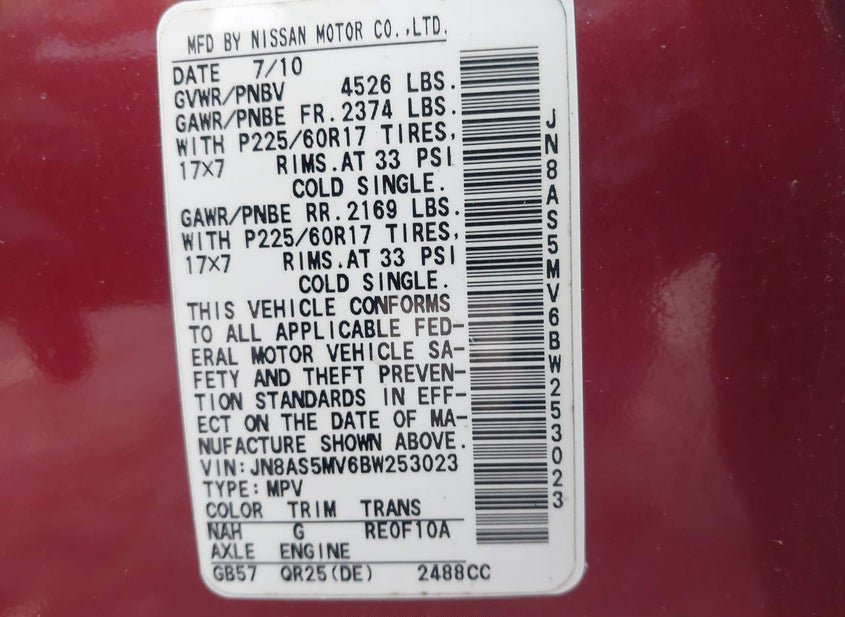 MFD BY NISSAN MOTOR CO.,LTD.
DATE 7/10
GVWR/PNBV 4526 LBS.
GAWR/PNBE FR.2374 LBS.
WITH P225/60R17 TIRES,
17X7 RIMS.AT 33 PSI
COLD SINGLE.
GAWR/PNBE RR.2169 LBS.
WITH P225/60R17 TIRES,
17X7 RIMS.AT 33 PSI
COLD SINGLE.
THIS VEHICLE CONFORMS
TO ALL APPLICABLE FED-
ERAL MOTOR VEHICLE SA-
FETY AND THEFT PREVEN-
TION STANDARDS IN EFF-
ECT ON THE DATE OF MA-
NUFACTURE SHOWN ABOVE.
VIN:JN8AS5MV6BW253023
TYPE:MPV
COLOR TRIM TRANS
NAH G RE0F10A
AXLE ENGINE
GB57 QR25(DE) 2488CC
JN8AS5MV6BW253023